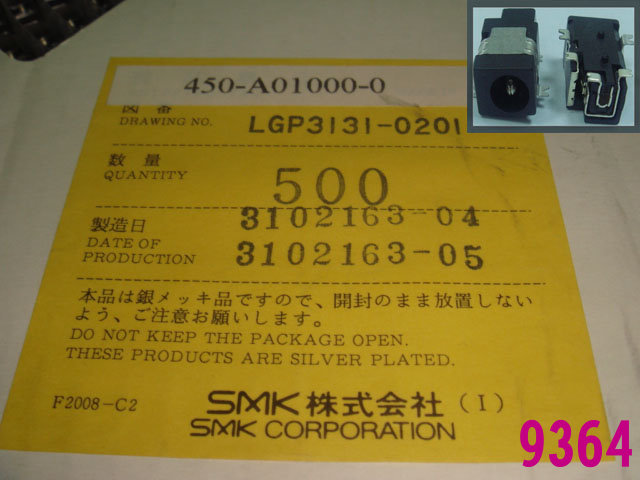 450-A01000-0
図番
DRAWING NO. LGP3131-0201
数量
QUANTITY 500
製造日 3102163-04
DATE OF
PRODUCTION 3102163-05
本品は銀メッキ品ですので、開封のまま放置しない
よう、ご注意お願いします。
DO NOT KEEP THE PACKAGE OPEN.
THESE PRODUCTS ARE SILVER PLATED.
F2008-C2 SMK株式会社 (I)
SMK CORPORATION
9364